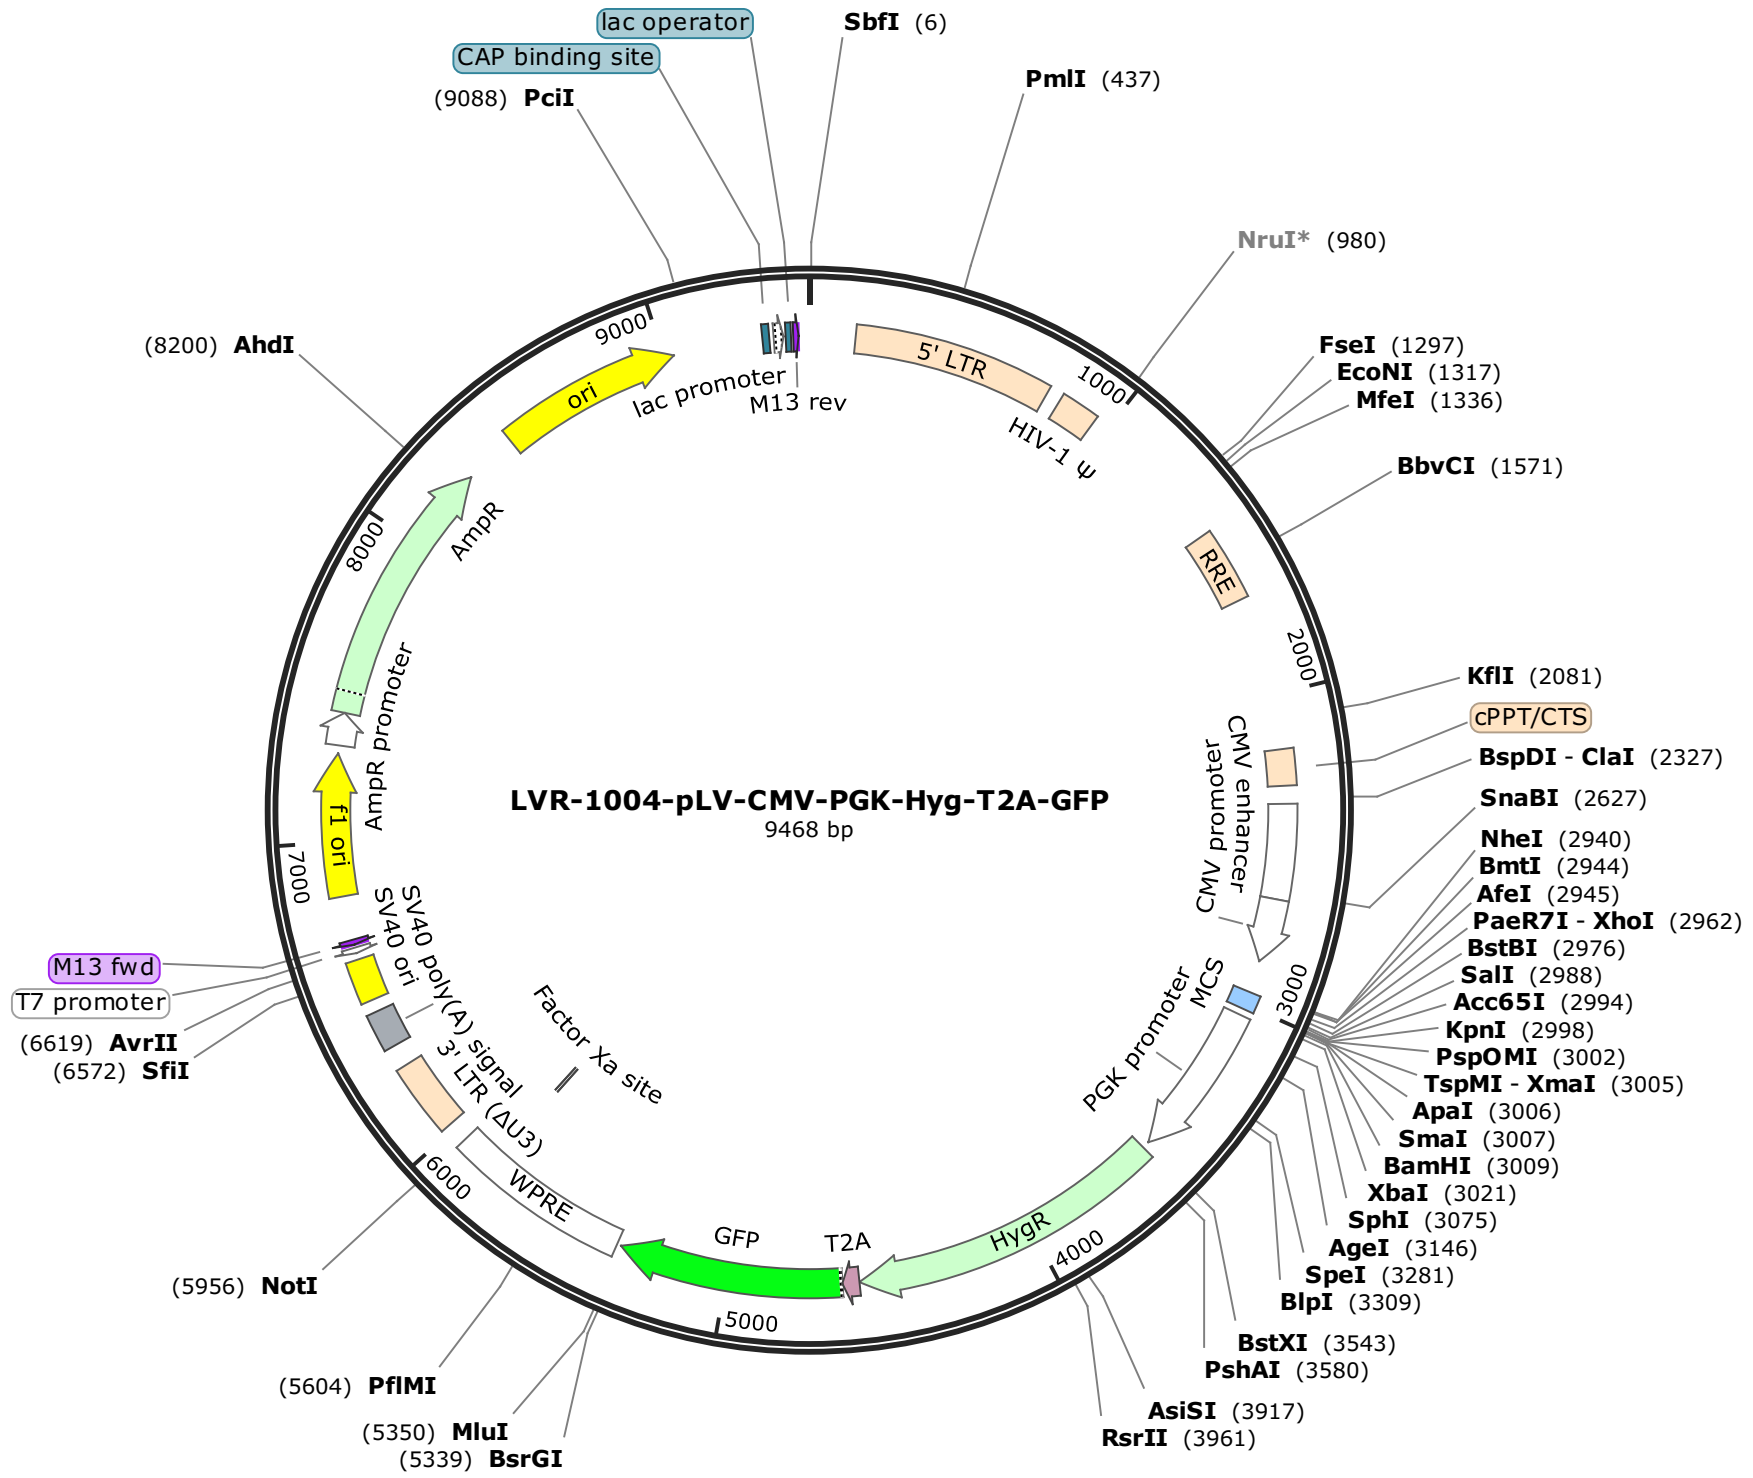 lac operator
CAP binding site
(9088) PciI
SbfI (6)
PmlI (437)
NruI* (980)
FseI (1297)
EcoNI (1317)
MfeI (1336)
BbvCI (1571)
KflI (2081)
cPPT/CTS
BspDI - ClaI (2327)
SnaBI (2627)
NheI (2940)
BmtI (2944)
AfeI (2945)
PaeR7I - XhoI (2962)
BstBI (2976)
SalI (2988)
Acc65I (2994)
KpnI (2998)
PspOMI (3002)
TspMI - XmaI (3005)
ApaI (3006)
SmaI (3007)
BamHI (3009)
XbaI (3021)
SphI (3075)
AgeI (3146)
SpeI (3281)
BlpI (3309)
BstXI (3543)
PshAI (3580)
AsiSI (3917)
RsrII (3961)
(5339) BsrGI
(5350) MluI
(5604) PflMI
(5956) NotI
(6572) SfiI
(6619) AvrII
T7 promoter
M13 fwd
(8200) AhdI
9000
1000
2000
3000
4000
5000
6000
7000
8000
5' LTR
HIV-1 Ψ
RRE
CMV enhancer
CMV promoter
MCS
PGK promoter
HygR
T2A
GFP
WPRE
Factor Xa site
3' LTR (ΔU3)
SV40 poly(A) signal
SV40 ori
f1 ori
AmpR promoter
AmpR
ori
lac promoter
M13 rev
LVR-1004-pLV-CMV-PGK-Hyg-T2A-GFP
9468 bp